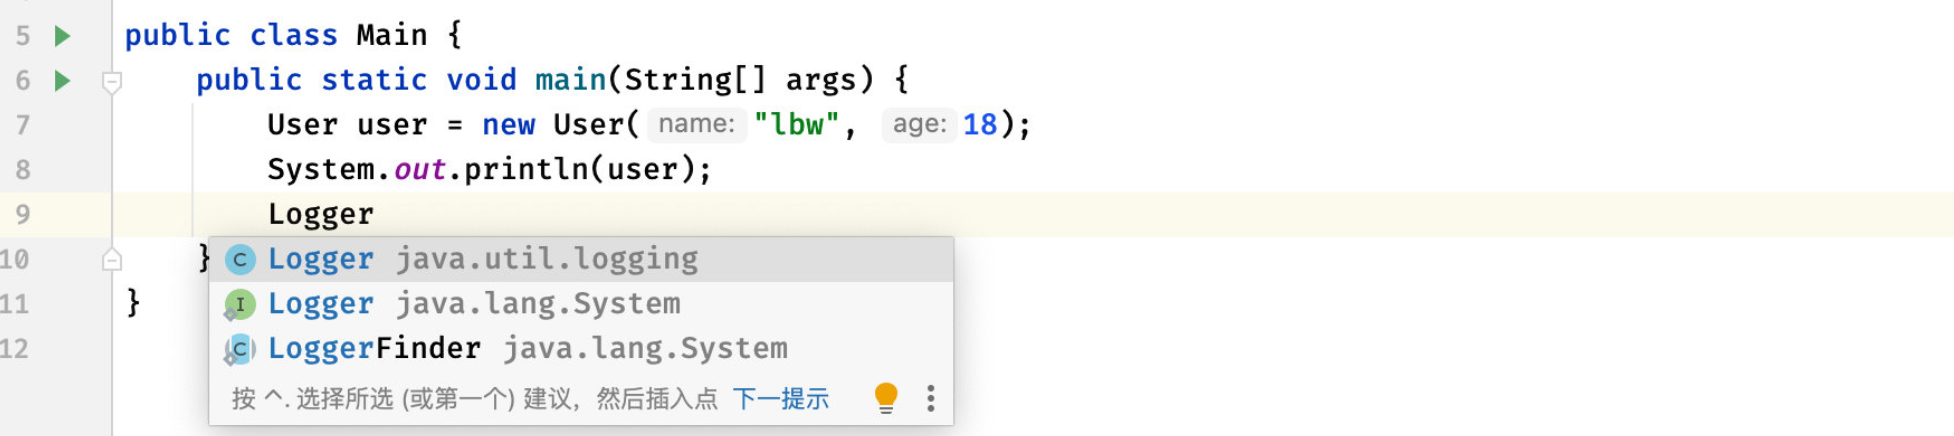 5 public class Main {
6 public static void main(String[] args) {
7 User user = new User( name: "lbw", age: 18);
8 System.out.println(user);
9 Logger
10 } C Logger java.util.logging
11 } I Logger java.lang.System
12 C LoggerFinder java.lang.System
按 ^. 选择所选 (或第一个) 建议，然后插入点 下一提示